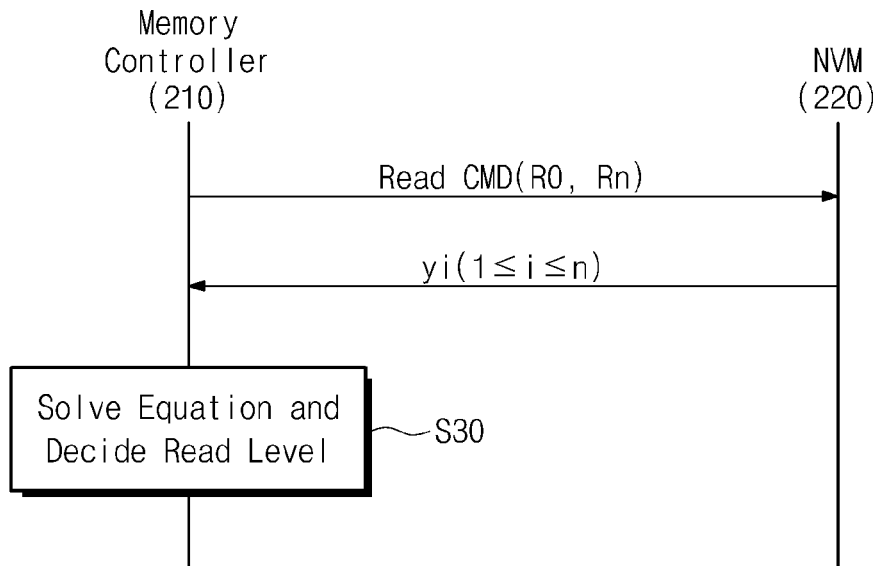 Memory
Controller
(210)
NVM
(220)
Read CMD(R0, Rn)
yi(1≤i≤n)
Solve Equation and
Decide Read Level
S30